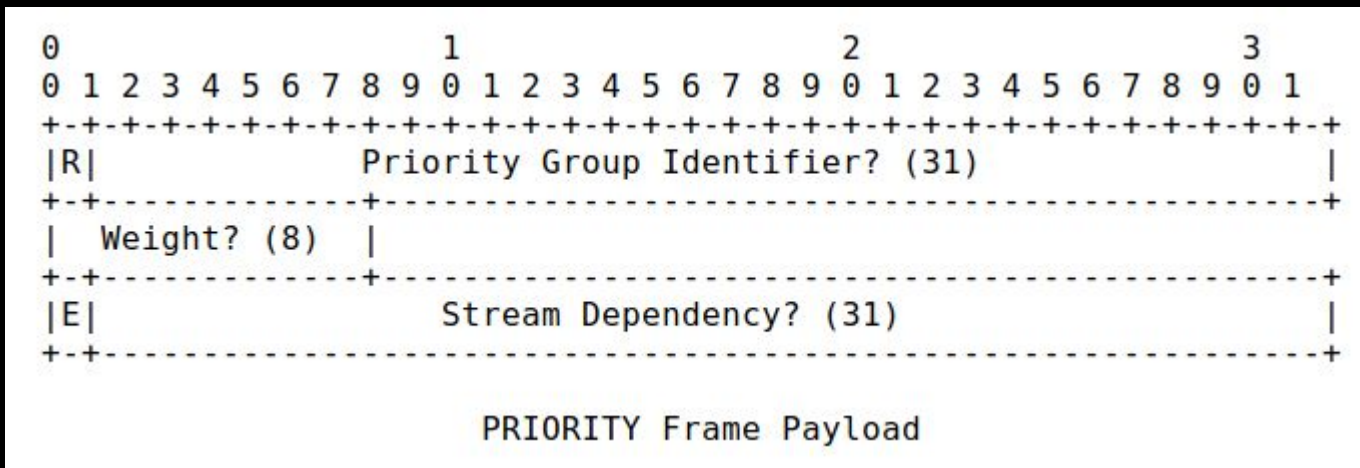 0                   1                   2                   3
0 1 2 3 4 5 6 7 8 9 0 1 2 3 4 5 6 7 8 9 0 1 2 3 4 5 6 7 8 9 0 1
+-+-+-+-+-+-+-+-+-+-+-+-+-+-+-+-+-+-+-+-+-+-+-+-+-+-+-+-+-+-+-+-+
|R|             Priority Group Identifier? (31)                 |
+-+-------------+-----------------------------------------------+
|  Weight? (8)  |
+-+-------------+-----------------------------------------------+
|E|                 Stream Dependency? (31)                     |
+-+-------------------------------------------------------------+
PRIORITY Frame Payload